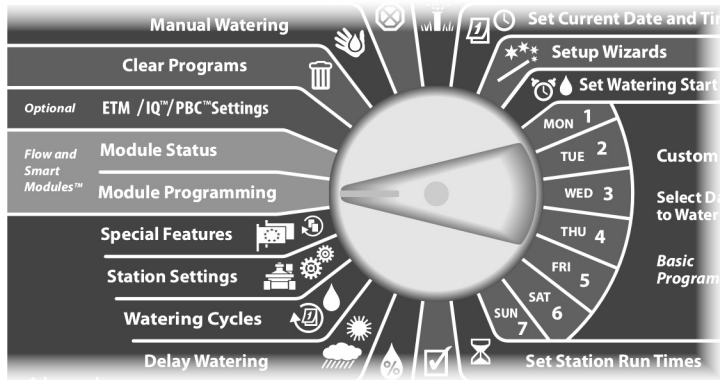 Manual Watering
Clear Programs
Optional
ETM /IQ™/PBC™Settings
Flow and
Smart
Modules™
Module Status
Module Programming
Special Features
Station Settings
Watering Cycles
Delay Watering
Set Current Date and Ti
Setup Wizards
Set Watering Start
MON 1
TUE 2
WED 3
THU 4
FRI 5
SAT 6
SUN 7
Custom
Select Da
to Water
Basic
Program
Set Station Run Times